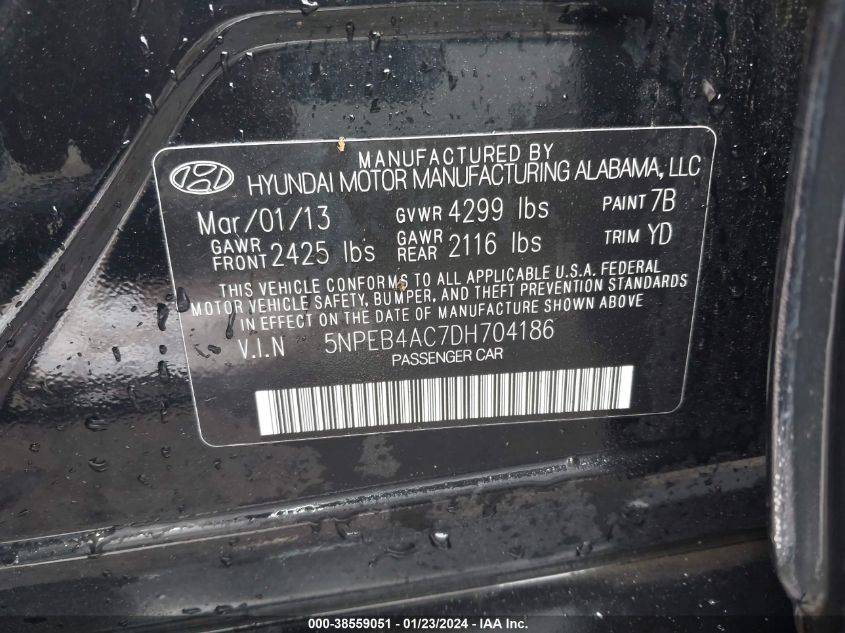 MANUFACTURED BY
HYUNDAI MOTOR MANUFACTURING ALABAMA, LLC
Mar/01/13 GVWR 4299 lbs PAINT 7B
GAWR FRONT 2425 lbs GAWR REAR 2116 lbs TRIM YD
THIS VEHICLE CONFORMS TO ALL APPLICABLE U.S.A. FEDERAL
MOTOR VEHICLE SAFETY, BUMPER, AND THEFT PREVENTION STANDARDS
IN EFFECT ON THE DATE OF MANUFACTURE SHOWN ABOVE
V.I.N 5NPEB4AC7DH704186
PASSENGER CAR
000-38559051 - 01/23/2024 - IAA Inc.